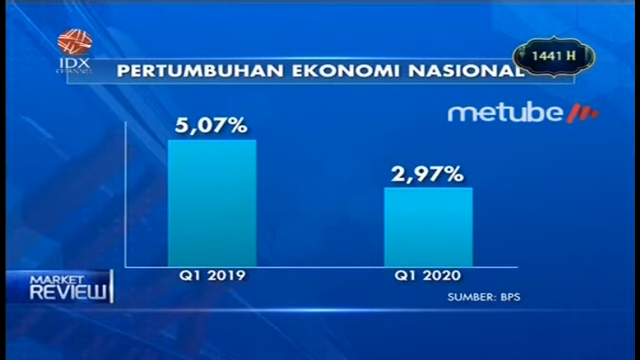 IDX
CHANNEL
1441 H
PERTUMBUHAN EKONOMI NASIONAL
metube
5,07%
2,97%
Q1 2019
Q1 2020
MARKET
REVIEW
SUMBER: BPS